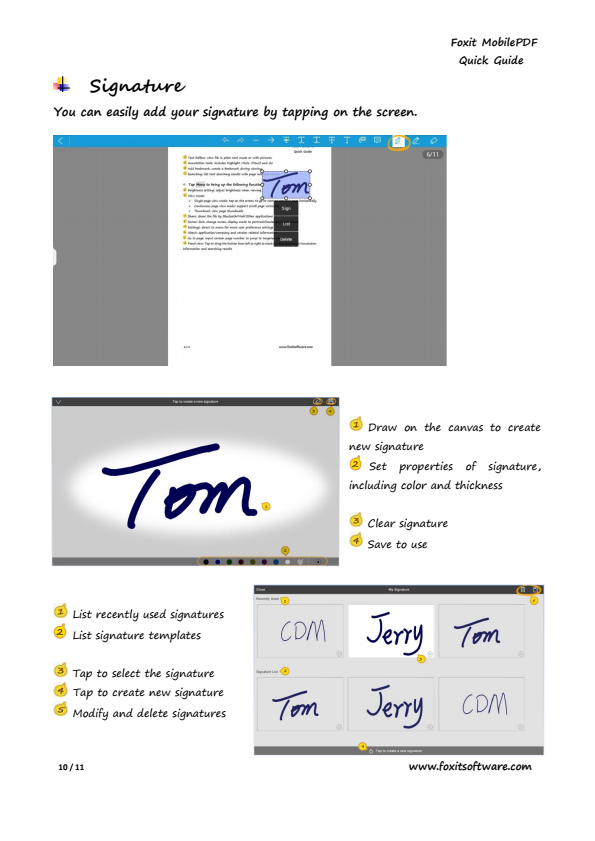 Foxit MobilePDF
Quick Guide
Signature
You can easily add your signature by tapping on the screen.
6/11
Quick Guide
Tom
Sign
List
Delete
www.foxitsoftware.com
Tap to create a new signature
3 4
Tom
1
2
1 Draw on the canvas to create
new signature
2 Set properties of signature,
including color and thickness
3 Clear signature
4 Save to use
1 List recently used signatures
2 List signature templates
3 Tap to select the signature
4 Tap to create new signature
5 Modify and delete signatures
Close My Signature
Recently Used 1
5
CDM Jerry Tom
3
Signature List 2
Tom Jerry CDM
4
Tap to create a new signature
10 / 11
www.foxitsoftware.com